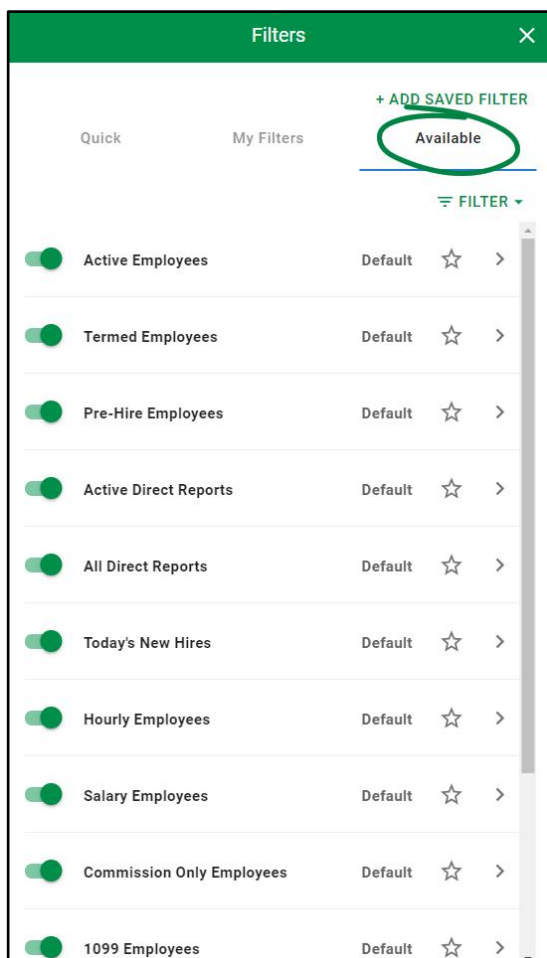 Filters
+ ADD SAVED FILTER
Quick My Filters Available
FILTER
Active Employees Default
Termed Employees Default
Pre-Hire Employees Default
Active Direct Reports Default
All Direct Reports Default
Today's New Hires Default
Hourly Employees Default
Salary Employees Default
Commission Only Employees Default
1099 Employees Default